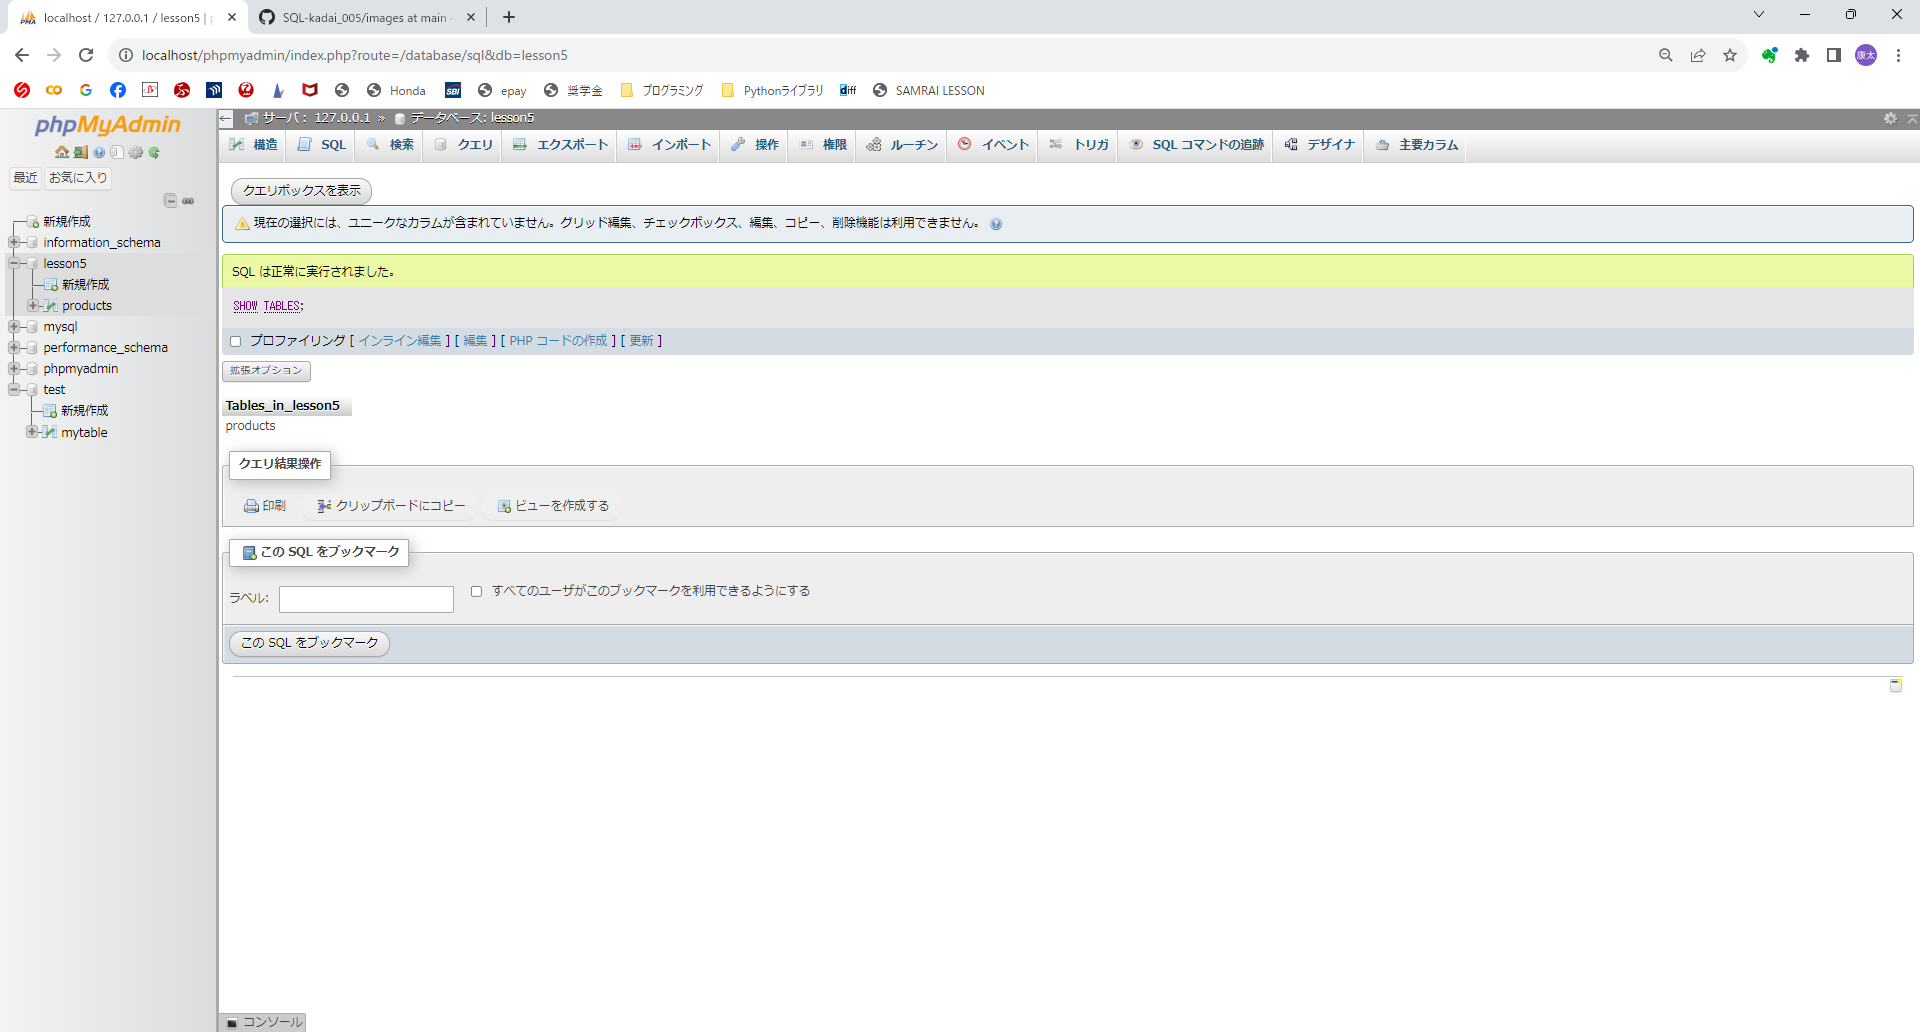 localhost / 127.0.0.1 / lesson5 | p
SQL-kadai_005/images at main
localhost/phpmyadmin/index.php?route=/database/sql&db=lesson5
康太
Honda
SBI
epay
奨学金
プログラミング
Pythonライブラリ
diff
SAMRAI LESSON
phpMyAdmin
最近 お気に入り
新規作成
information_schema
lesson5
新規作成
products
mysql
performance_schema
phpmyadmin
test
新規作成
mytable
サーバ: 127.0.0.1 » データベース: lesson5
構造 SQL 検索 クエリ エクスポート インポート 操作 権限 ルーチン イベント トリガ SQL コマンドの追跡 デザイナ 主要カラム
クエリボックスを表示
現在の選択には、ユニークなカラムが含まれていません。グリッド編集、チェックボックス、編集、コピー、削除機能は利用できません。
SQL は正常に実行されました。
SHOW TABLES;
プロファイリング [ インライン編集 ] [ 編集 ] [ PHP コードの作成 ] [ 更新 ]
拡張オプション
Tables_in_lesson5
products
クエリ結果操作
印刷 クリップボードにコピー ビューを作成する
この SQL をブックマーク
ラベル: すべてのユーザがこのブックマークを利用できるようにする
この SQL をブックマーク
コンソール